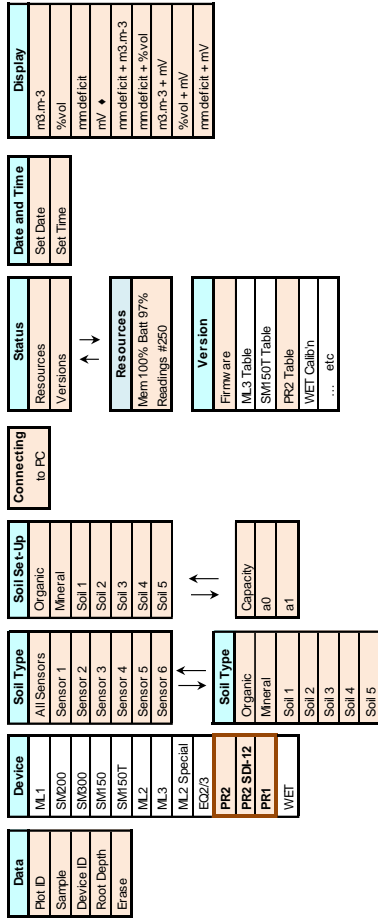 Data
Plot ID
Sample
Device ID
Root Depth
Erase
Device
ML1
SM200
SM300
SM150
SM150T
ML2
ML3
ML2 Special
EQ2/3
PR2
PR2 SDI-12
PR1
WET
Soil Type
All Sensors
Sensor 1
Sensor 2
Sensor 3
Sensor 4
Sensor 5
Sensor 6
Soil Type
Organic
Mineral
Soil 1
Soil 2
Soil 3
Soil 4
Soil 5
Soil Set-Up
Organic
Mineral
Soil 1
Soil 2
Soil 3
Soil 4
Soil 5
Capacity
a0
a1
Connecting
to PC
Status
Resources
Versions
Resources
Mem 100% Batt 97%
Readings #250
Version
Firmware
ML3 Table
SM150T Table
PR2 Table
WET Calib'n
… etc
Date and Time
Set Date
Set Time
Display
m3.m-3
%vol
mm deficit
mV ♦
mm deficit + m3.m-3
mm deficit + %vol
m3.m-3 + mV
%vol + mV
mm deficit + mV